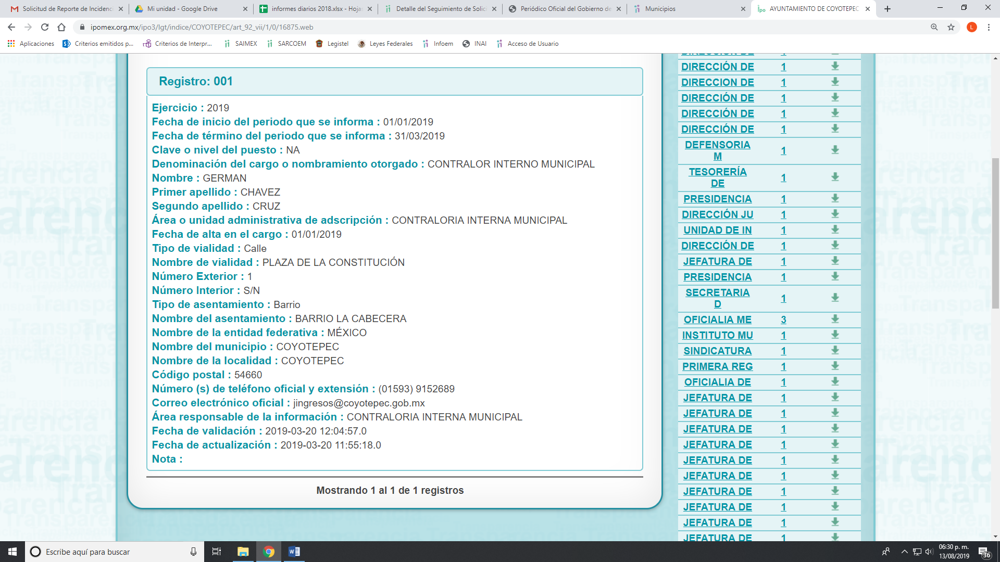 Solicitud de Reporte de Incidenci
Mi unidad - Google Drive
informes diarios 2018.xlsx - Hojas
Detalle del Seguimiento de Solici
Periódico Oficial del Gobierno de
Municipios
AYUNTAMIENTO DE COYOTEPEC
ipomex.org.mx/ipo3/lgt/indice/COYOTEPEC/art_92_vii/1/0/16875.web
L
Aplicaciones
Criterios emitidos p...
Criterios de Interpr...
SAIMEX
SARCOEM
Legistel
Leyes Federales
Infoem
INAI
Acceso de Usuario
Registro: 001
Ejercicio : 2019
Fecha de inicio del periodo que se informa : 01/01/2019
Fecha de término del periodo que se informa : 31/03/2019
Clave o nivel del puesto : NA
Denominación del cargo o nombramiento otorgado : CONTRALOR INTERNO MUNICIPAL
Nombre : GERMAN
Primer apellido : CHAVEZ
Segundo apellido : CRUZ
Área o unidad administrativa de adscripción : CONTRALORIA INTERNA MUNICIPAL
Fecha de alta en el cargo : 01/01/2019
Tipo de vialidad : Calle
Nombre de vialidad : PLAZA DE LA CONSTITUCIÓN
Número Exterior : 1
Número Interior : S/N
Tipo de asentamiento : Barrio
Nombre del asentamiento : BARRIO LA CABECERA
Nombre de la entidad federativa : MÉXICO
Nombre del municipio : COYOTEPEC
Nombre de la localidad : COYOTEPEC
Código postal : 54660
Número (s) de teléfono oficial y extensión : (01593) 9152689
Correo electrónico oficial : jingresos@coyotepec.gob.mx
Área responsable de la información : CONTRALORIA INTERNA MUNICIPAL
Fecha de validación : 2019-03-20 12:04:57.0
Fecha de actualización : 2019-03-20 11:55:18.0
Nota :
Mostrando 1 al 1 de 1 registros
DIRECCIÓN DE 1
DIRECCION DE 1
DIRECCIÓN DE 1
DIRECCIÓN DE 1
DIRECCIÓN DE 1
DEFENSORIA
M 1
TESORERÍA
DE 1
PRESIDENCIA 1
DIRECCIÓN JU 1
UNIDAD DE IN 1
DIRECCIÓN DE 1
JEFATURA DE 1
PRESIDENCIA 1
SECRETARIA
D 1
OFICIALIA ME 3
INSTITUTO MU 1
SINDICATURA 1
PRIMERA REG 1
OFICIALIA DE 1
JEFATURA DE 1
JEFATURA DE 1
JEFATURA DE 1
JEFATURA DE 1
JEFATURA DE 1
JEFATURA DE 1
JEFATURA DE 1
JEFATURA DE 1
JEFATURA DE 1
JEFATURA DE 1
Escribe aquí para buscar
06:30 p. m.
13/08/2019
36